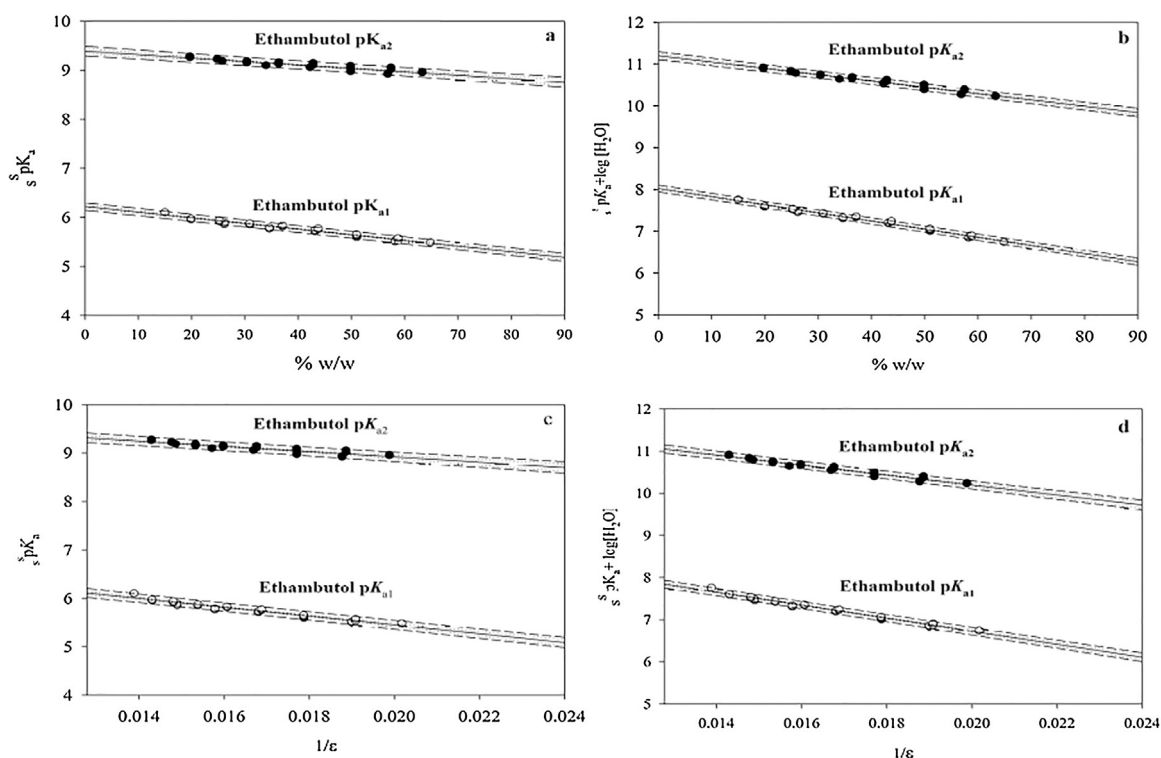 a
Ethambutol pKa2
Ethambutol pKa1
s
s pKa
10
9
8
7
6
5
4
0 10 20 30 40 50 60 70 80 90
% w/w
b
Ethambutol pKa2
Ethambutol pKa1
pKa+log [H2O]
12
11
10
9
8
7
6
5
0 10 20 30 40 50 60 70 80 90
% w/w
c
Ethambutol pKa2
Ethambutol pKa1
s
s pKa
10
9
8
7
6
5
4
0.014 0.016 0.018 0.020 0.022 0.024
1/ε
d
Ethambutol pKa2
Ethambutol pKa1
s
s pKa + log[H2O]
12
11
10
9
8
7
6
5
0.014 0.016 0.018 0.020 0.022 0.024
1/ε